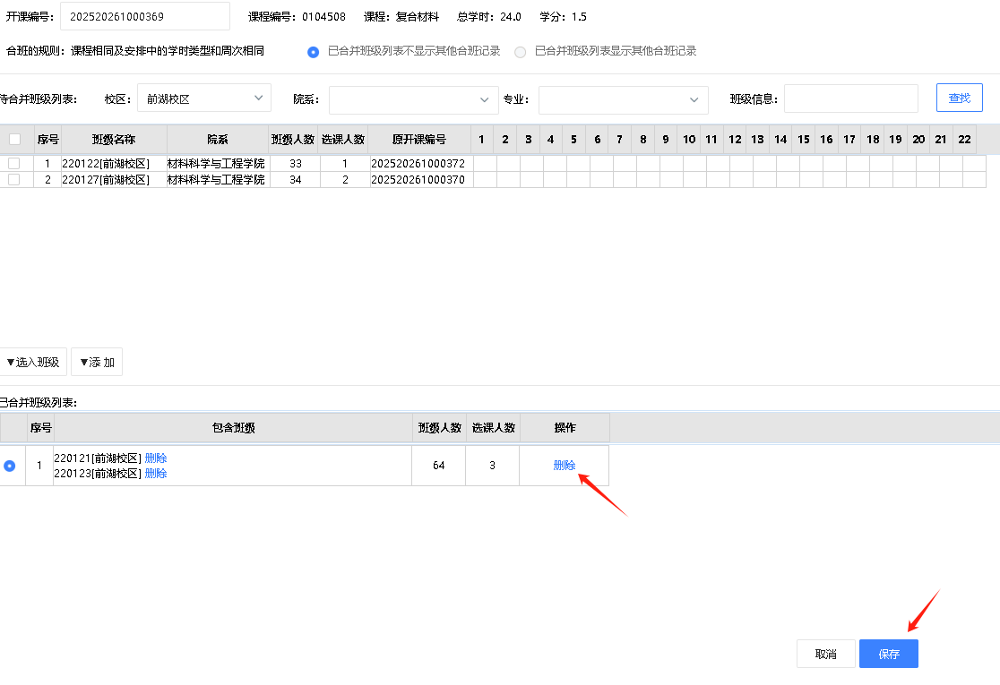 开课编号: 202520261000369 课程编号: 0104508 课程: 复合材料 总学时: 24.0 学分: 1.5
合班的规则: 课程相同及安排中的学时类型和周次相同 已合并班级列表不显示其他合班记录 已合并班级列表显示其他合班记录
待合并班级列表: 校区: 前湖校区 院系: 专业: 班级信息: 查找
序号 班级名称 院系 班级人数 选课人数 原开课编号 1 2 3 4 5 6 7 8 9 10 11 12 13 14 15 16 17 18 19 20 21 22
1 220122[前湖校区] 材料科学与工程学院 33 1 202520261000372
2 220127[前湖校区] 材料科学与工程学院 34 2 202520261000370
▼选入班级 ▼添 加
已合并班级列表:
序号 包含班级 班级人数 选课人数 操作
1 220121[前湖校区] 删除 64 3 删除
220123[前湖校区] 删除
取消 保存